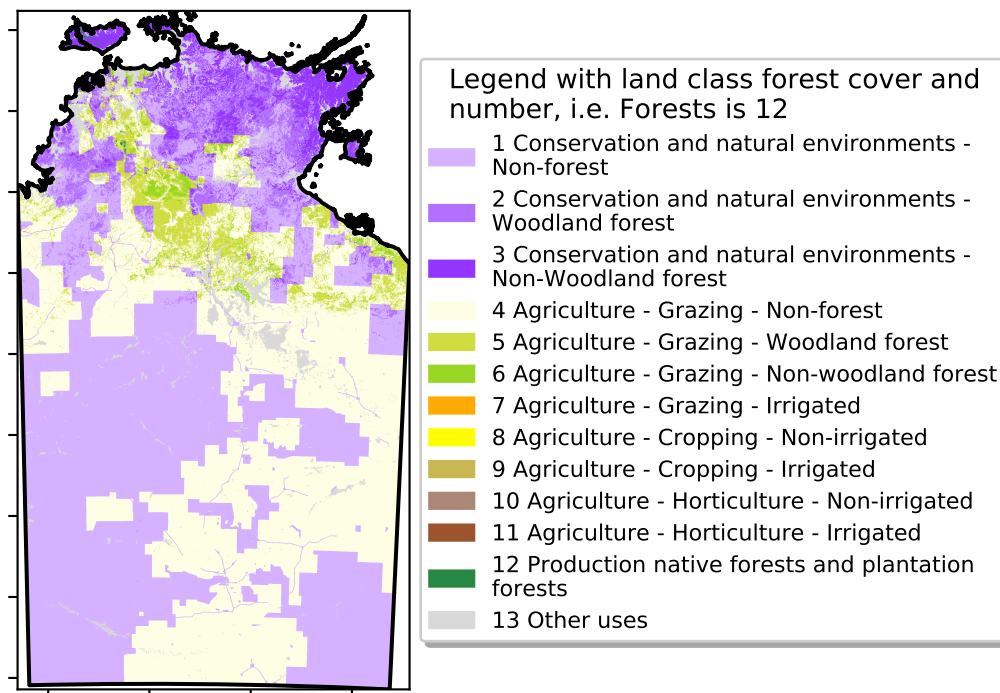 Legend with land class forest cover and
number, i.e. Forests is 12
1 Conservation and natural environments -
Non-forest
2 Conservation and natural environments -
Woodland forest
3 Conservation and natural environments -
Non-Woodland forest
4 Agriculture - Grazing - Non-forest
5 Agriculture - Grazing - Woodland forest
6 Agriculture - Grazing - Non-woodland forest
7 Agriculture - Grazing - Irrigated
8 Agriculture - Cropping - Non-irrigated
9 Agriculture - Cropping - Irrigated
10 Agriculture - Horticulture - Non-irrigated
11 Agriculture - Horticulture - Irrigated
12 Production native forests and plantation
forests
13 Other uses